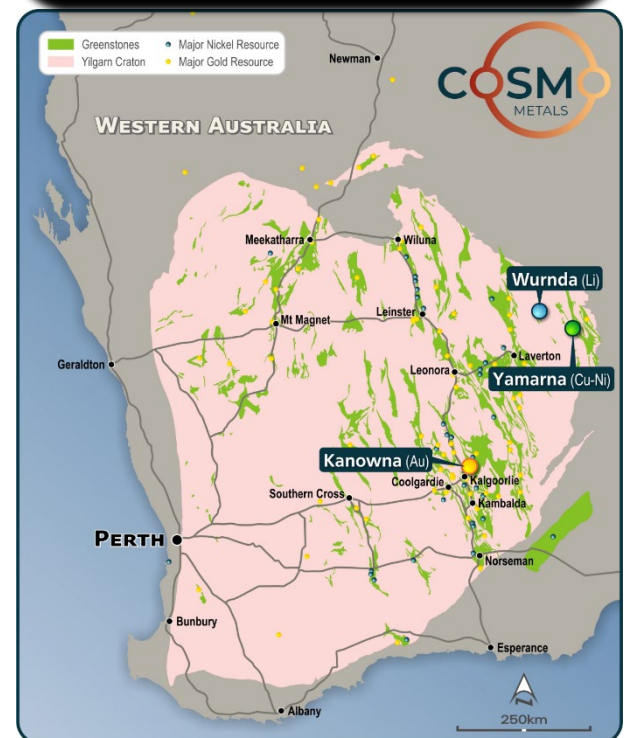 Greenstones
Major Nickel Resource
Yilgarn Craton
Major Gold Resource
Newman
COSMO
METALS
WESTERN AUSTRALIA
Meekatharra
Wiluna
Wurnda (Li)
Leinster
Mt Magnet
Laverton
Geraldton
Leonora
Yamarna (Cu-Ni)
Kanowna (Au)
Coolgardie
Kalgoorlie
Southern Cross
Kambalda
PERTH
Norseman
Bunbury
Esperance
Albany
N
250km